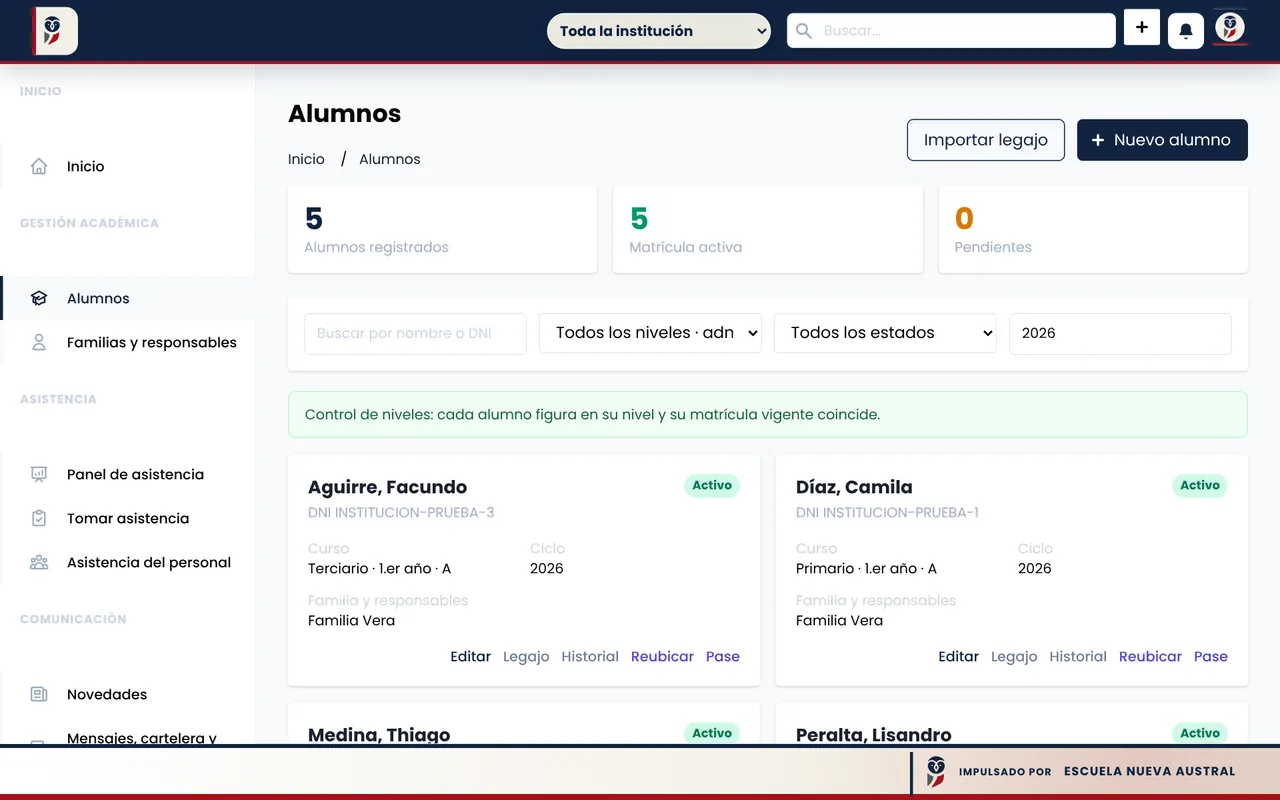 Toda la institución
Buscar...
INICIO
Inicio
GESTIÓN ACADÉMICA
Alumnos
Familias y responsables
ASISTENCIA
Panel de asistencia
Tomar asistencia
Asistencia del personal
COMUNICACIÓN
Novedades
Mensajes, cartelera y
Alumnos
Inicio / Alumnos
Importar legajo
+ Nuevo alumno
5
Alumnos registrados
5
Matrícula activa
0
Pendientes
Buscar por nombre o DNI
Todos los niveles · adn
Todos los estados
2026
Control de niveles: cada alumno figura en su nivel y su matrícula vigente coincide.
Aguirre, Facundo
Activo
DNI INSTITUCION-PRUEBA-3
Curso
Ciclo
Terciario · 1.er año · A
2026
Familia y responsables
Familia Vera
Editar Legajo Historial Reubicar Pase
Díaz, Camila
Activo
DNI INSTITUCION-PRUEBA-1
Curso
Ciclo
Primario · 1.er año · A
2026
Familia y responsables
Familia Vera
Editar Legajo Historial Reubicar Pase
Medina, Thiago
Activo
Peralta, Lisandro
Activo
IMPULSADO POR ESCUELA NUEVA AUSTRAL